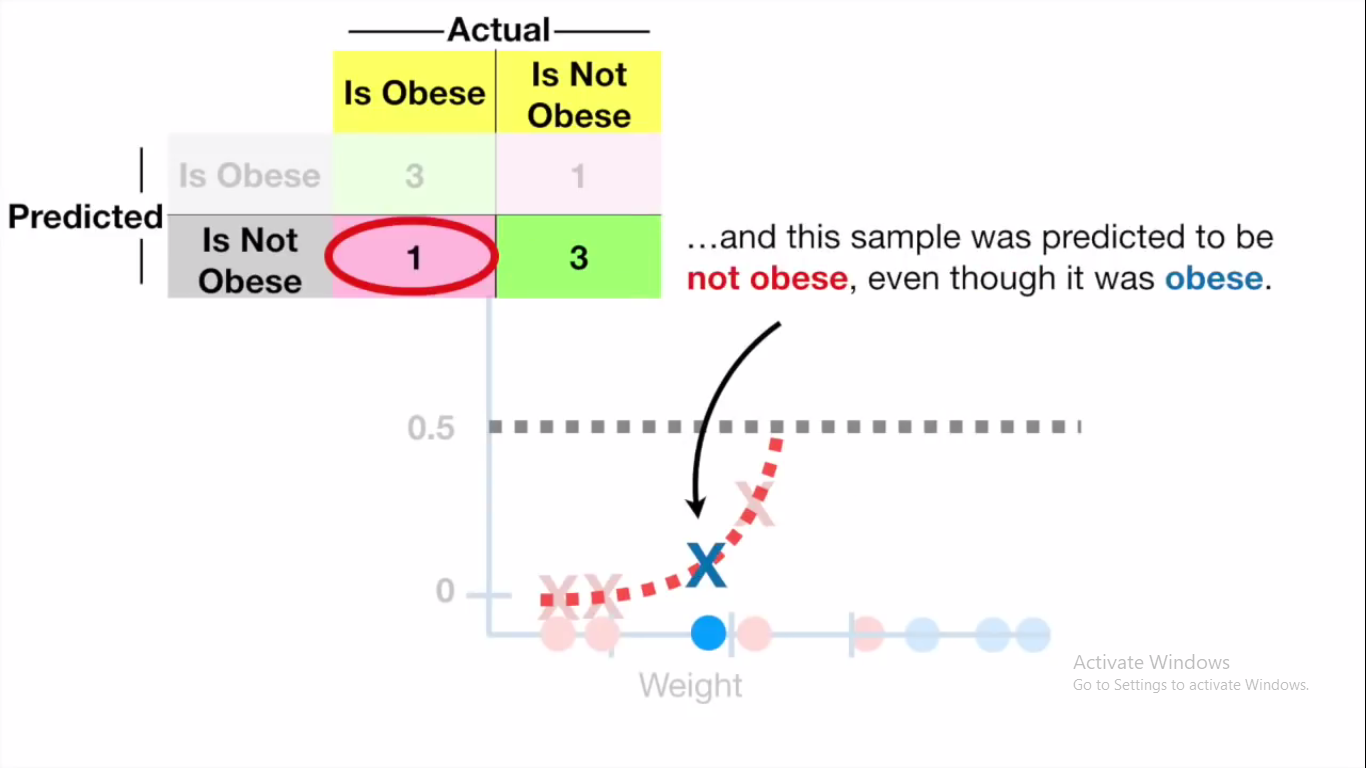 Actual
Is Obese
Is Not
Obese
Is Obese 3 1
Predicted
Is Not
Obese
1 3
…and this sample was predicted to be
not obese, even though it was obese.
0.5
X
X
0
X X
Weight
Activate Windows
Go to Settings to activate Windows.